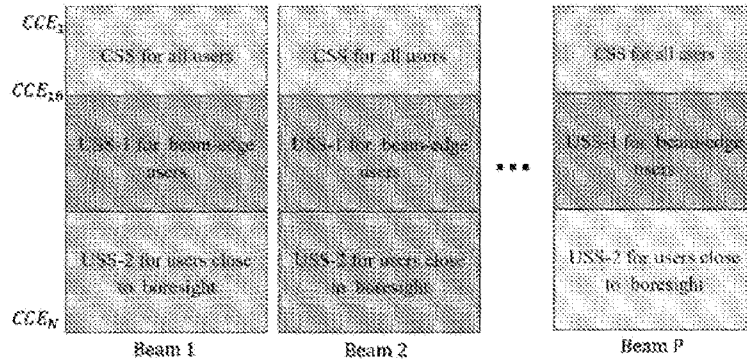 CCE₁
CSS for all users
CSS for all users
CSS for all users
CCE₁₆
USS-1 for beam-edge
users
USS-1 for beam-edge
users
...
USS-1 for beam-edge
users
USS-2 for users close
to boresight
USS-2 for users close
to boresight
USS-2 for users close
to boresight
CCE_N
Beam 1
Beam 2
Beam P